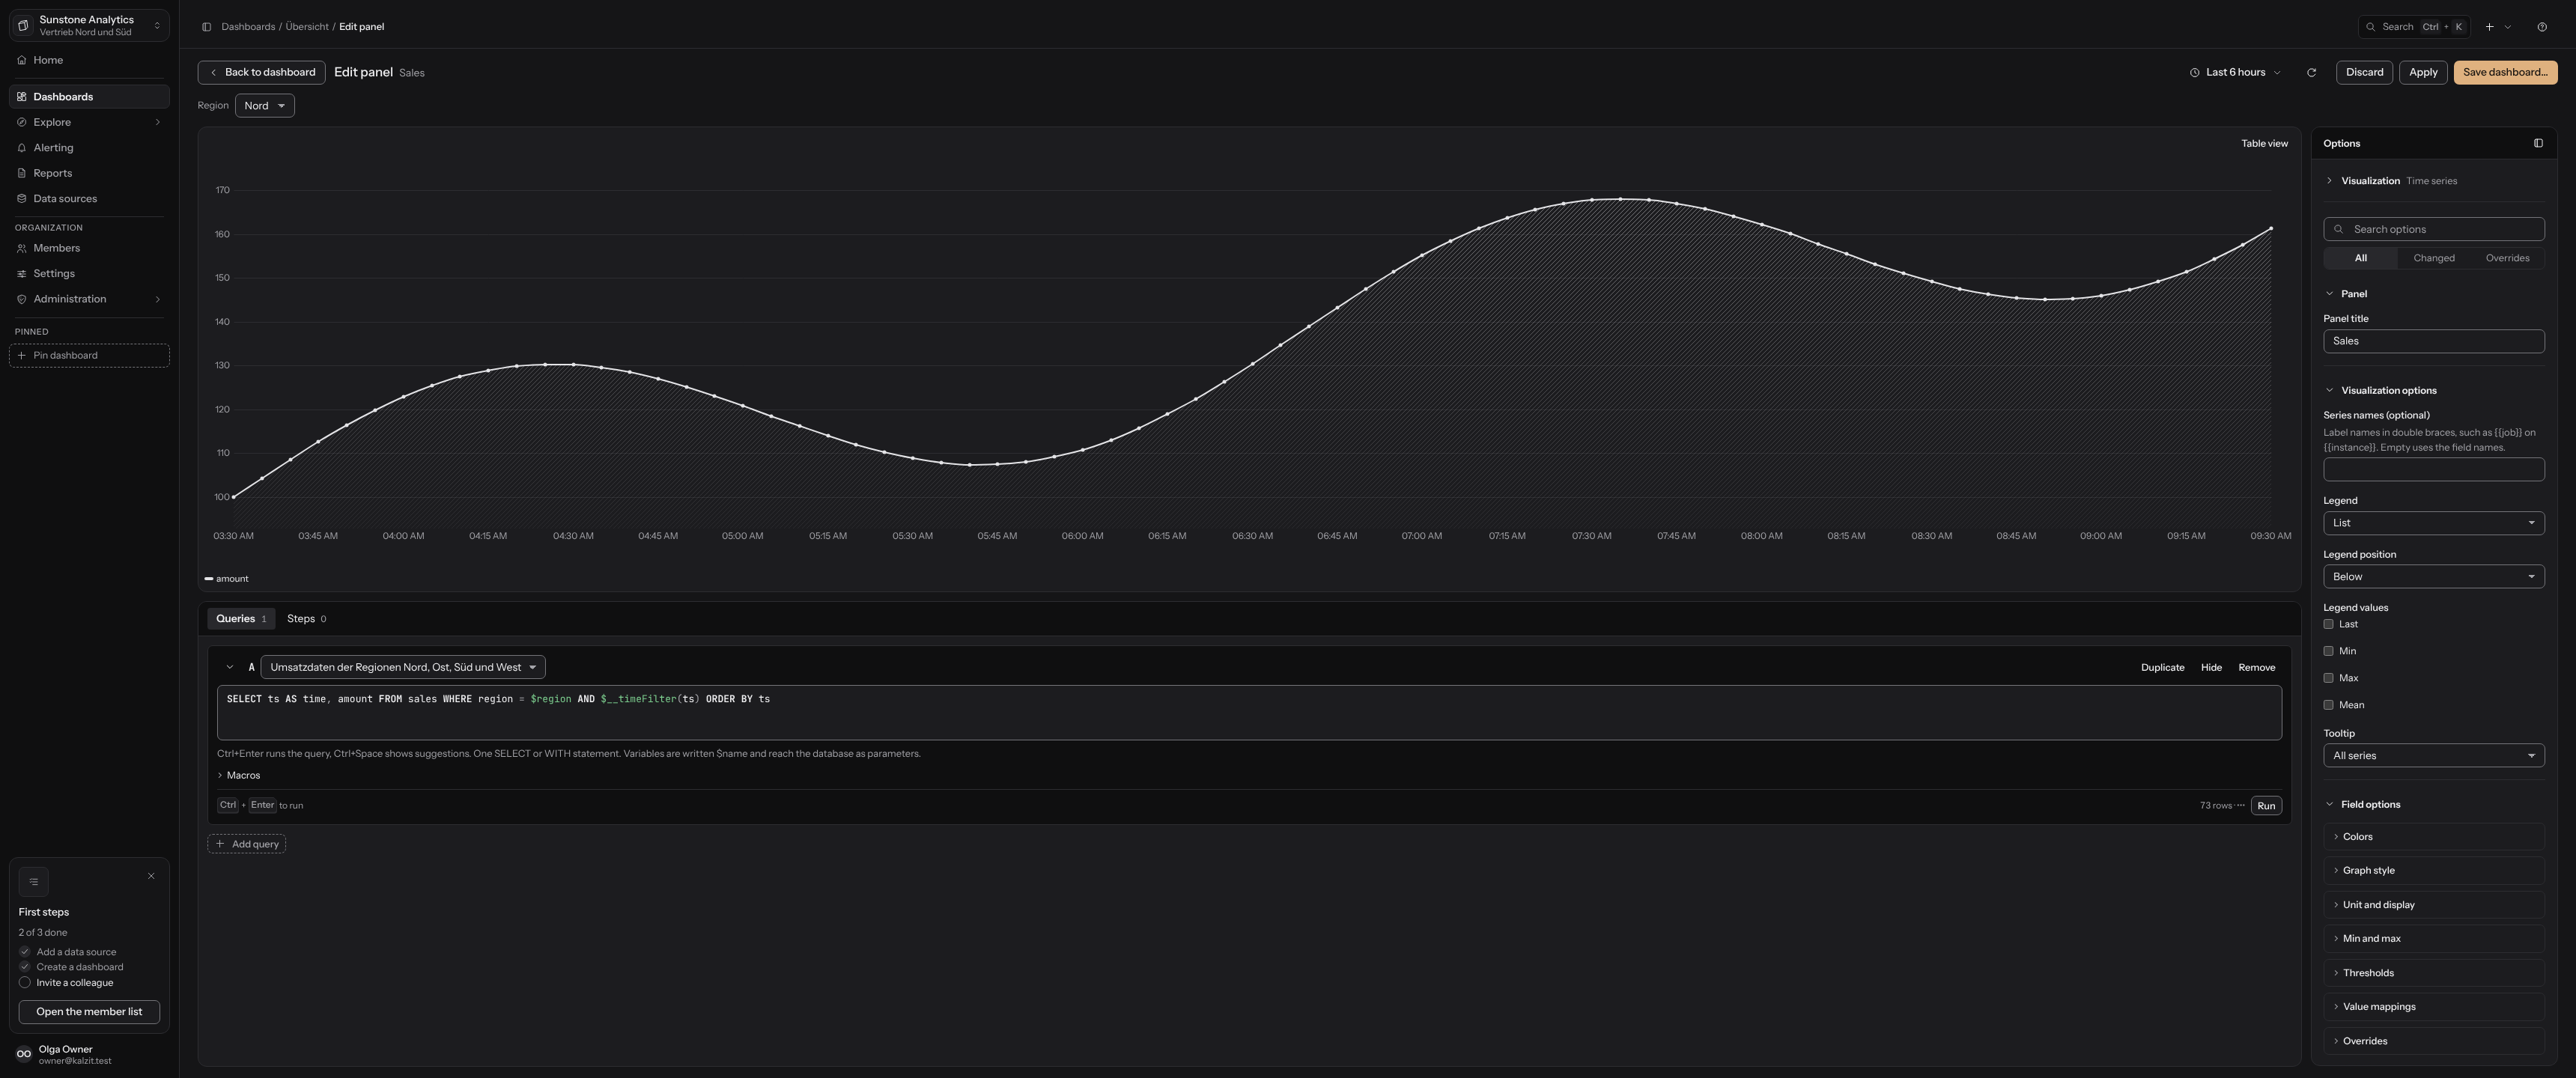 Sunstone Analytics
Vertrieb Nord und Süd
Home
Dashboards
Explore
Alerting
Reports
Data sources
ORGANIZATION
Members
Settings
Administration
PINNED
Pin dashboard
First steps
2 of 3 done
Add a data source
Create a dashboard
Invite a colleague
Open the member list
OO
Olga Owner
owner@kalzit.test
Dashboards / Übersicht / Edit panel
Search Ctrl + K
Back to dashboard
Edit panel Sales
Last 6 hours
Discard
Apply
Save dashboard...
Region
Nord
Table view
170
160
150
140
130
120
110
100
03:30 AM 03:45 AM 04:00 AM 04:15 AM 04:30 AM 04:45 AM 05:00 AM 05:15 AM 05:30 AM 05:45 AM 06:00 AM 06:15 AM 06:30 AM 06:45 AM 07:00 AM 07:15 AM 07:30 AM 07:45 AM 08:00 AM 08:15 AM 08:30 AM 08:45 AM 09:00 AM 09:15 AM 09:30 AM
amount
Queries 1
Steps 0
A
Umsatzdaten der Regionen Nord, Ost, Süd und West
Duplicate
Hide
Remove
SELECT ts AS time, amount FROM sales WHERE region = $region AND $__timeFilter(ts) ORDER BY ts
Ctrl+Enter runs the query, Ctrl+Space shows suggestions. One SELECT or WITH statement. Variables are written $name and reach the database as parameters.
Macros
Ctrl + Enter to run
73 rows · ···
Run
Add query
Options
Visualization Time series
Search options
All
Changed
Overrides
Panel
Panel title
Sales
Visualization options
Series names (optional)
Label names in double braces, such as {{job}} on
{{instance}}. Empty uses the field names.
Legend
List
Legend position
Below
Legend values
Last
Min
Max
Mean
Tooltip
All series
Field options
Colors
Graph style
Unit and display
Min and max
Thresholds
Value mappings
Overrides